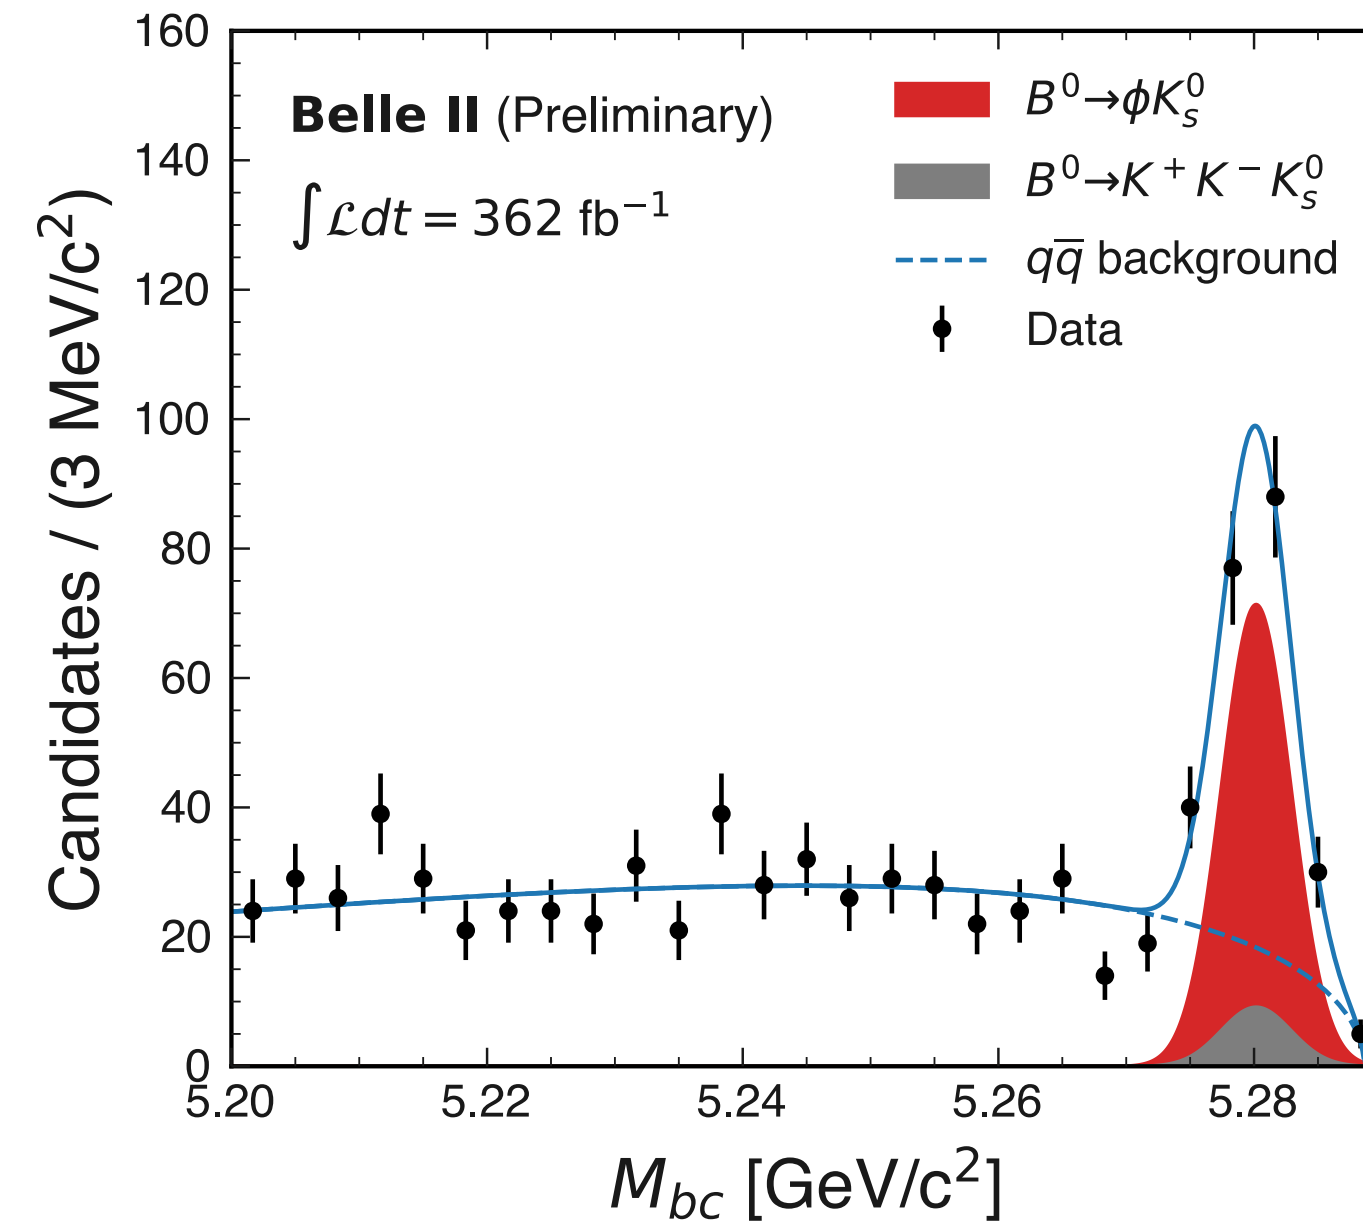 160
140
120
100
80
60
40
20
0
Candidates / (3 MeV/c²)
Belle II (Preliminary)
∫ℒdt = 362 fb⁻¹
B⁰→ϕK⁰ₛ
B⁰→K⁺K⁻K⁰ₛ
qq̅ background
Data
5.20 5.22 5.24 5.26 5.28
M_bc [GeV/c²]